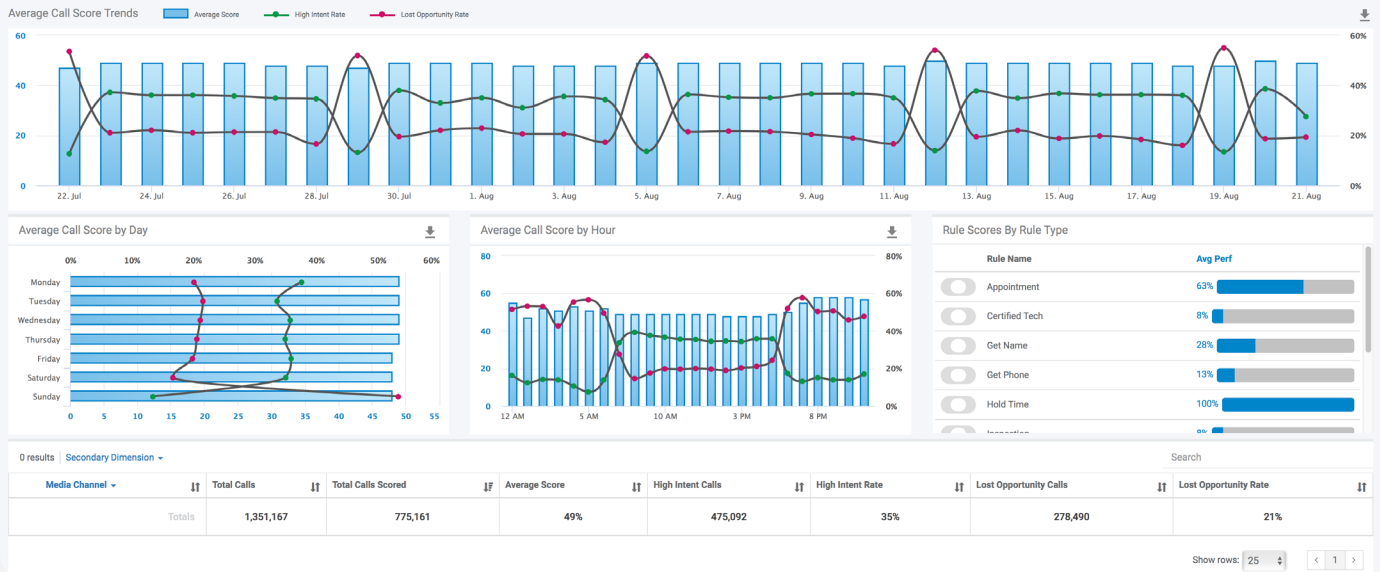 Average Call Score Trends Average Score High Intent Rate Lost Opportunity Rate
60 60%
40 40%
20 20%
0 0%
22. Jul 24. Jul 26. Jul 28. Jul 30. Jul 1. Aug 3. Aug 5. Aug 7. Aug 9. Aug 11. Aug 13. Aug 15. Aug 17. Aug 19. Aug 21. Aug
Average Call Score by Day
0% 10% 20% 30% 40% 50% 60%
Monday
Tuesday
Wednesday
Thursday
Friday
Saturday
Sunday
0 5 10 15 20 25 30 35 40 45 50 55
Average Call Score by Hour
80 80%
60 60%
40 40%
20 20%
0 0%
12 AM 5 AM 10 AM 3 PM 8 PM
Rule Scores By Rule Type
Rule Name Avg Perf
Appointment 63%
Certified Tech 8%
Get Name 28%
Get Phone 13%
Hold Time 100%
Inspection 8%
0 results Secondary Dimension Search
Media Channel Total Calls Total Calls Scored Average Score High Intent Calls High Intent Rate Lost Opportunity Calls Lost Opportunity Rate
Totals 1,351,167 775,161 49% 475,092 35% 278,490 21%
Show rows: 25 < 1 >